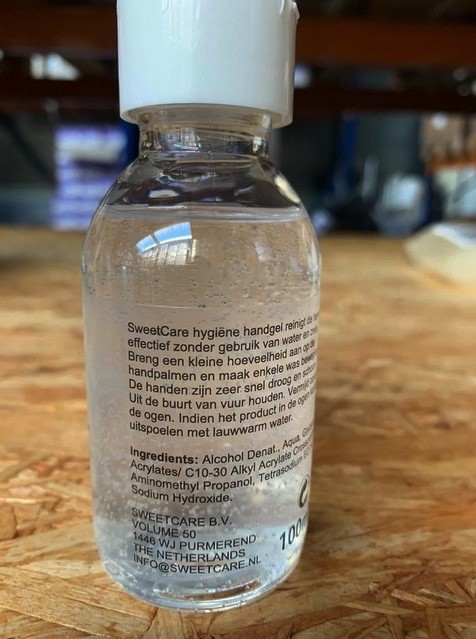 SweetCare hygiëne handgel reinigt de
effectief zonder gebruik van water en
Breng een kleine hoeveelheid aan op de
handpalmen en maak enkele was
De handen zijn zeer snel droog en
Uit de buurt van vuur houden. Vermijd
de ogen. Indien het product in de ogen
uitspoelen met lauwwarm water.
Ingredients: Alcohol Denat., Aqua,
Acrylates/ C10-30 Alkyl Acrylate
Aminomethyl Propanol, Tetrasodium
Sodium Hydroxide.
SWEETCARE B.V.
VOLUME 50
1446 WJ PURMEREND
THE NETHERLANDS
INFO@SWEETCARE.NL
100